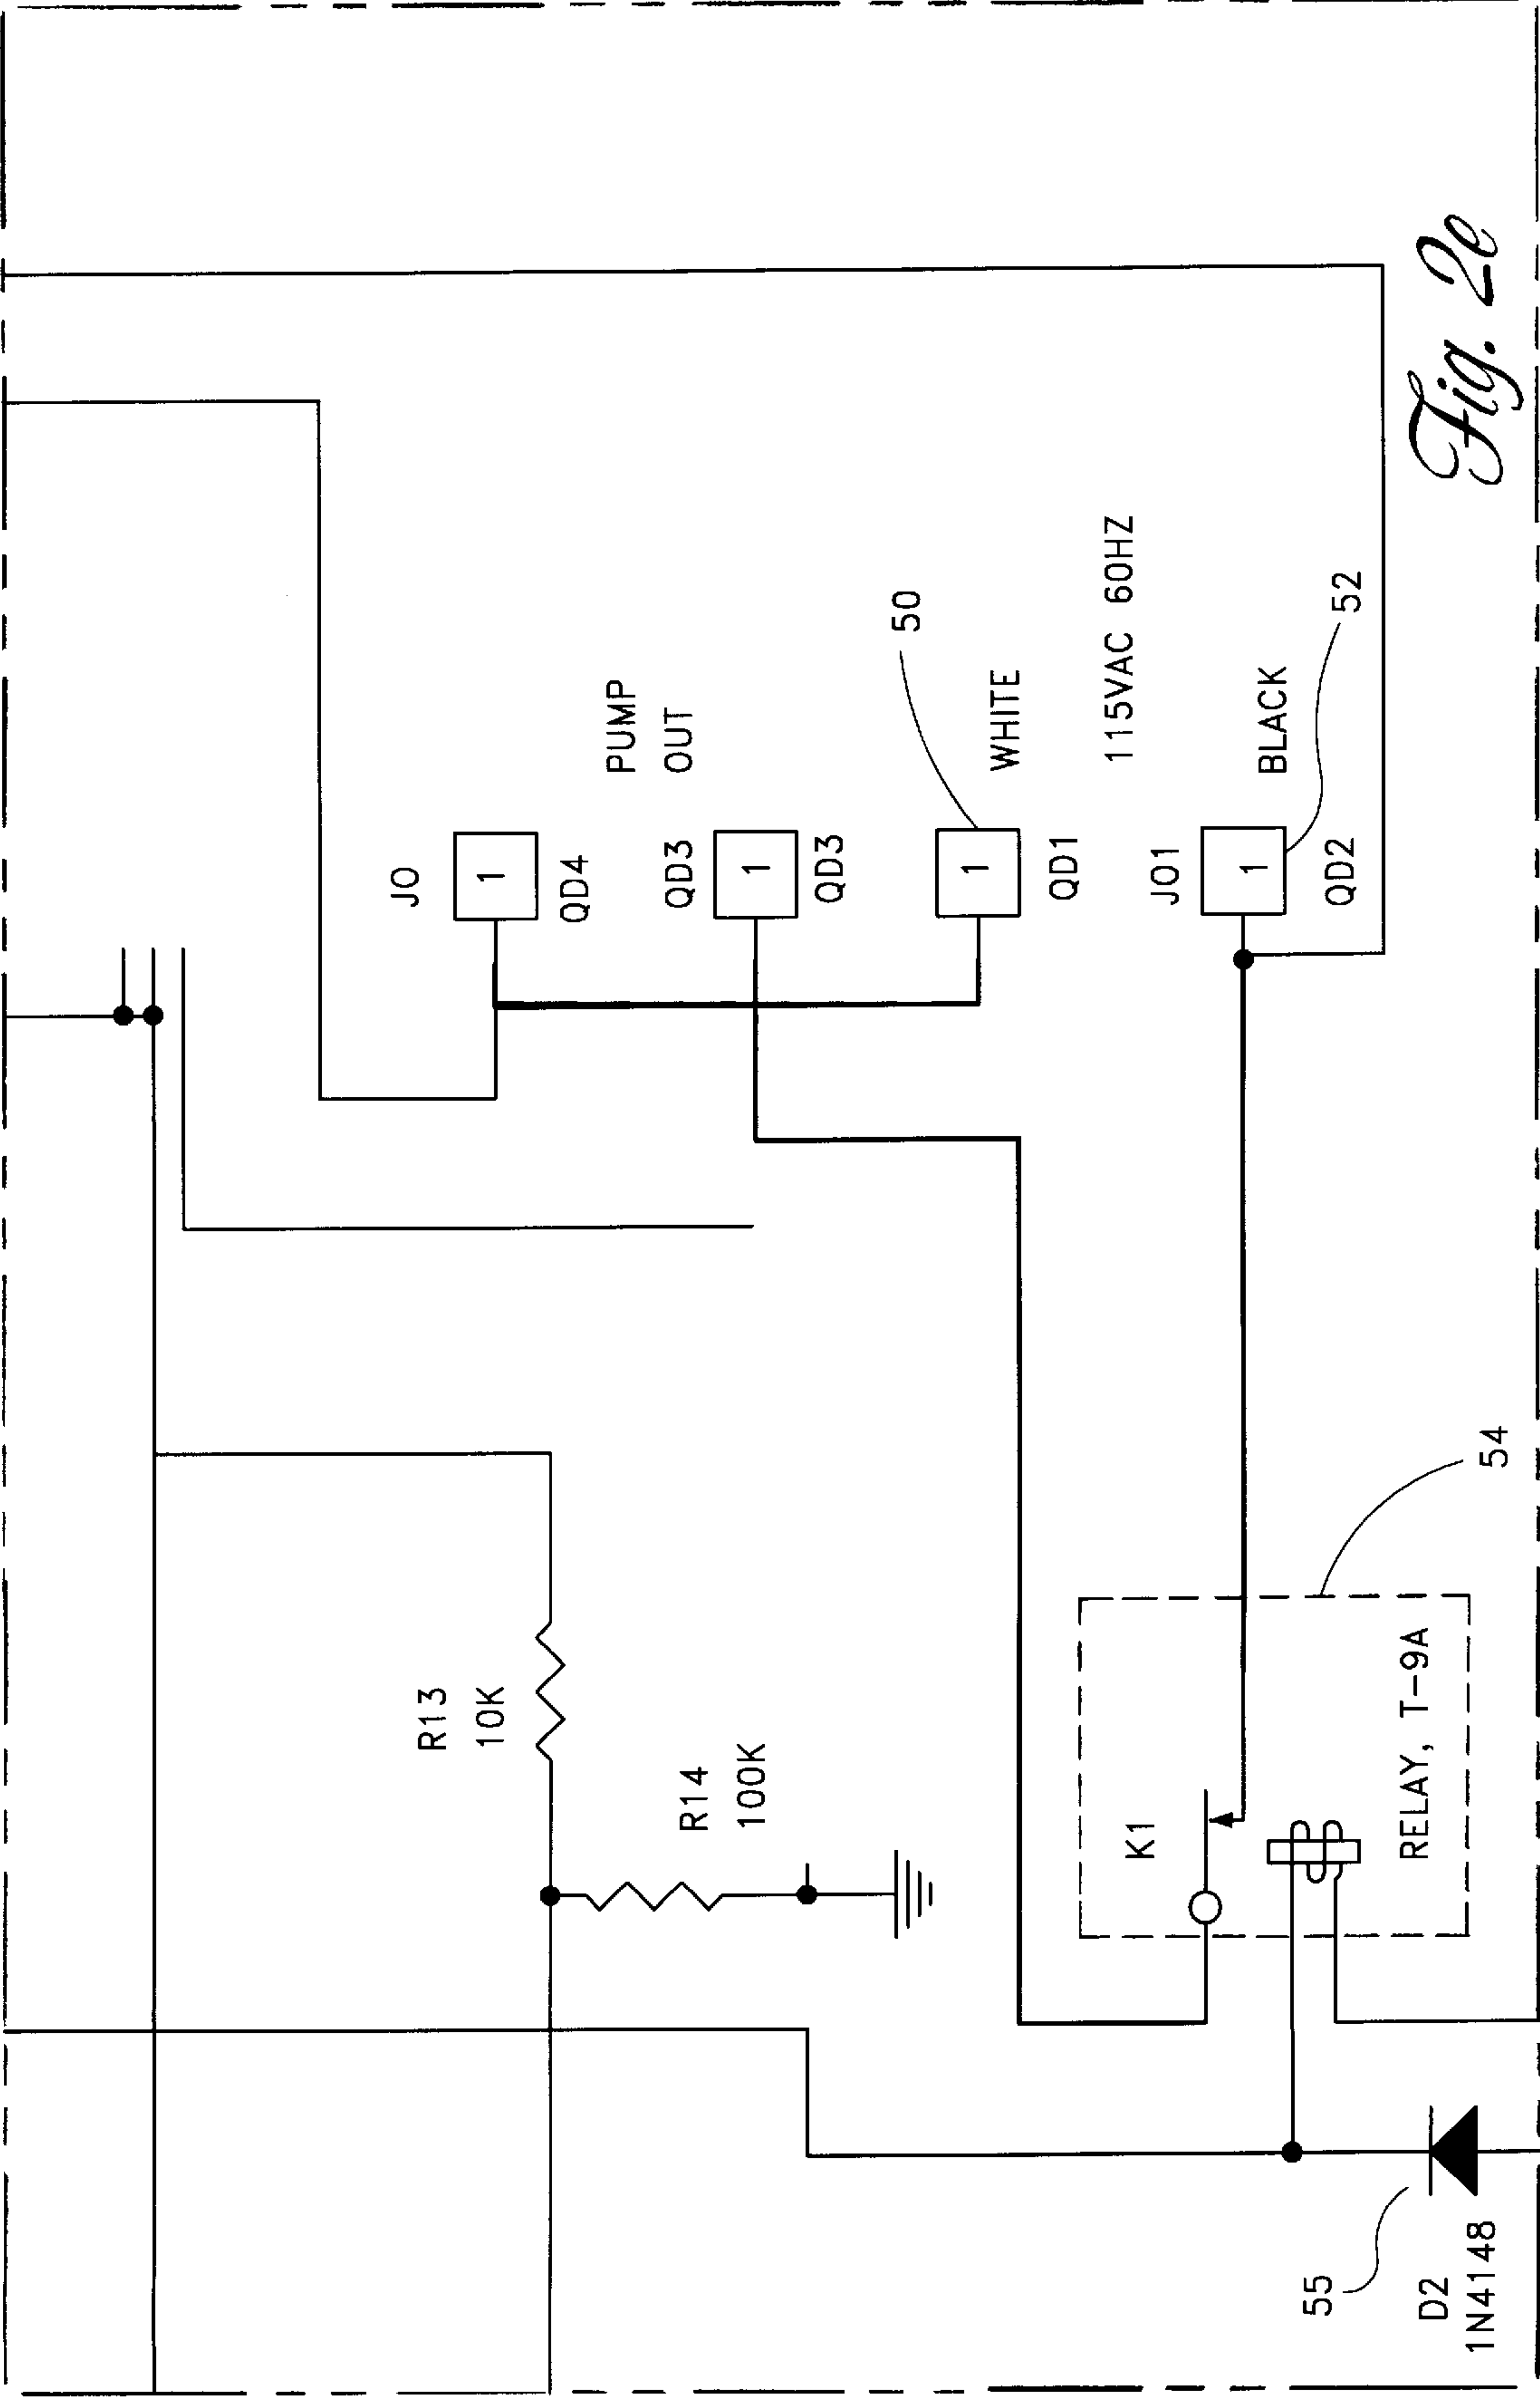 JO
1
QD4
PUMP
OUT
QD3
1
QD3
50
WHITE
1
QD1
115VAC 60HZ
JO1
BLACK
1
QD2
52
R13
10K
R14
100K
K1
RELAY, T-9A
54
55
D2
1N4148
Fig. 2e